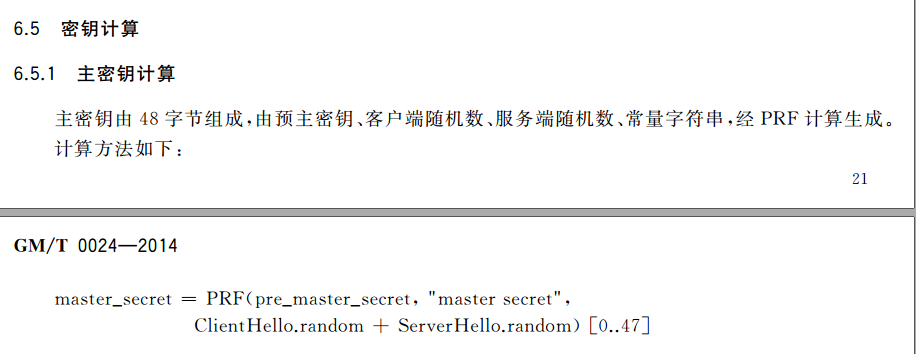 6.5 密钥计算
6.5.1 主密钥计算
主密钥由 48 字节组成,由预主密钥、客户端随机数、服务端随机数、常量字符串,经 PRF 计算生成。
计算方法如下:
21
GM/T 0024—2014
master_secret = PRF(pre_master_secret, "master secret",
ClientHello.random + ServerHello.random) [0..47]